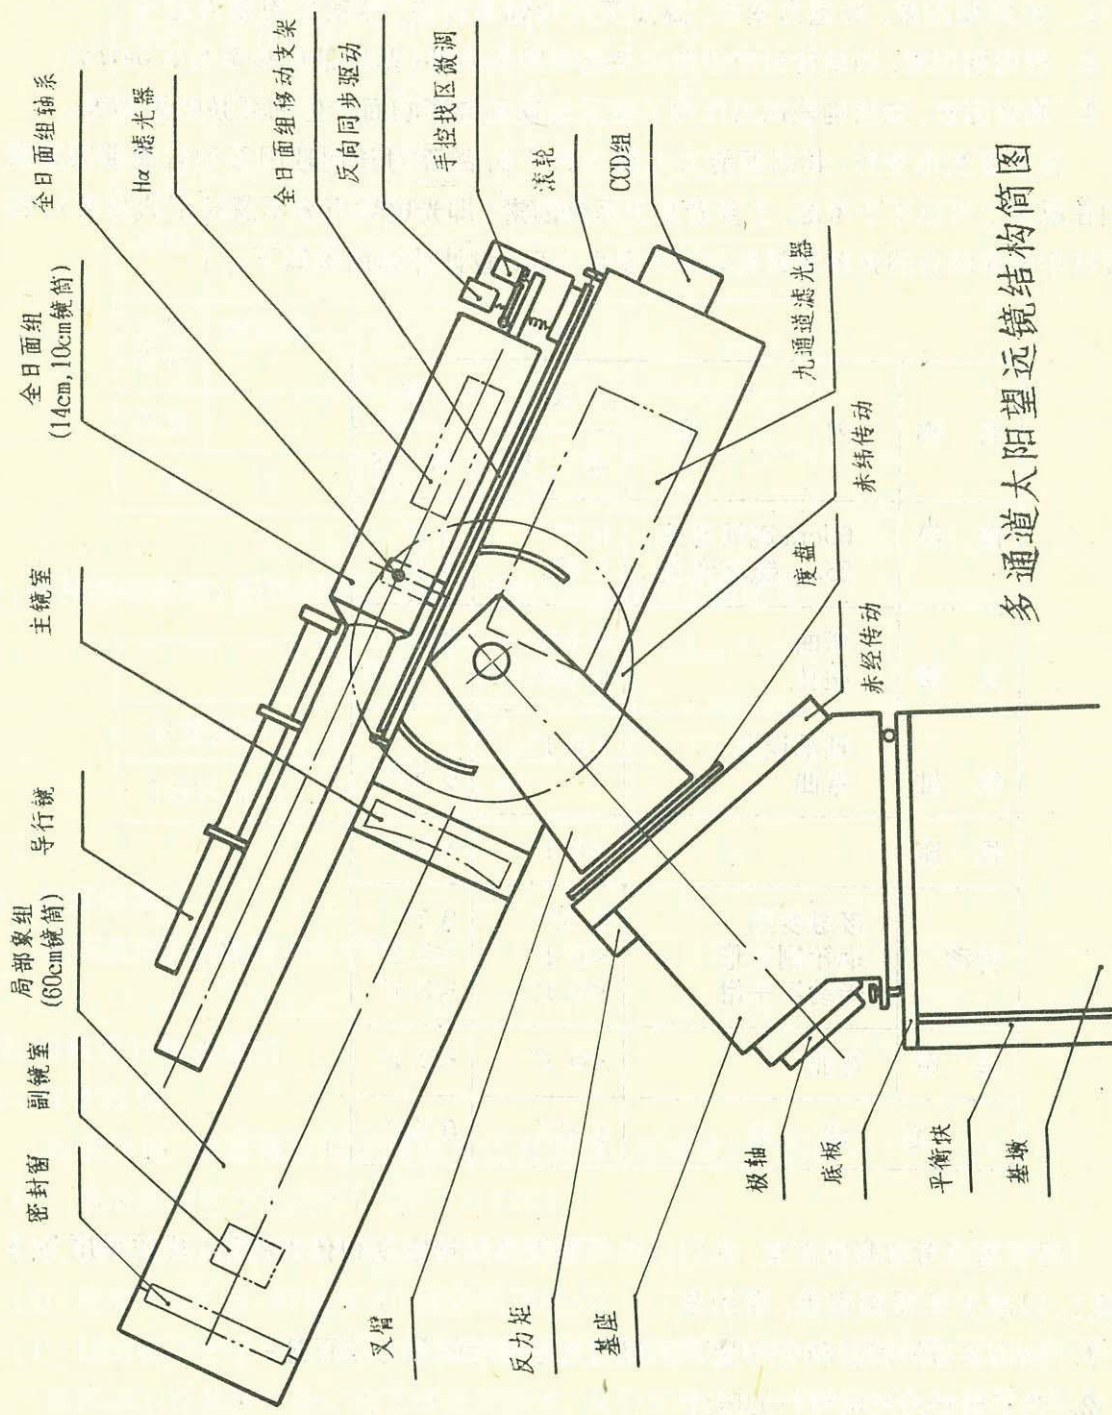 密封窗
副镜室
局部象组
(60cm镜筒)
导行镜
主镜室
全日面组
(14cm,10cm镜筒)
全日面组轴系
Hα 滤光器
全日面组移动支架
反向同步驱动
手控找区微调
滚轮
CCD组
九通道滤光器
赤纬传动
度盘
赤经传动
叉臂
反力矩
基座
极轴
底板
平衡快
基墩
多通道太阳望远镜结构简图